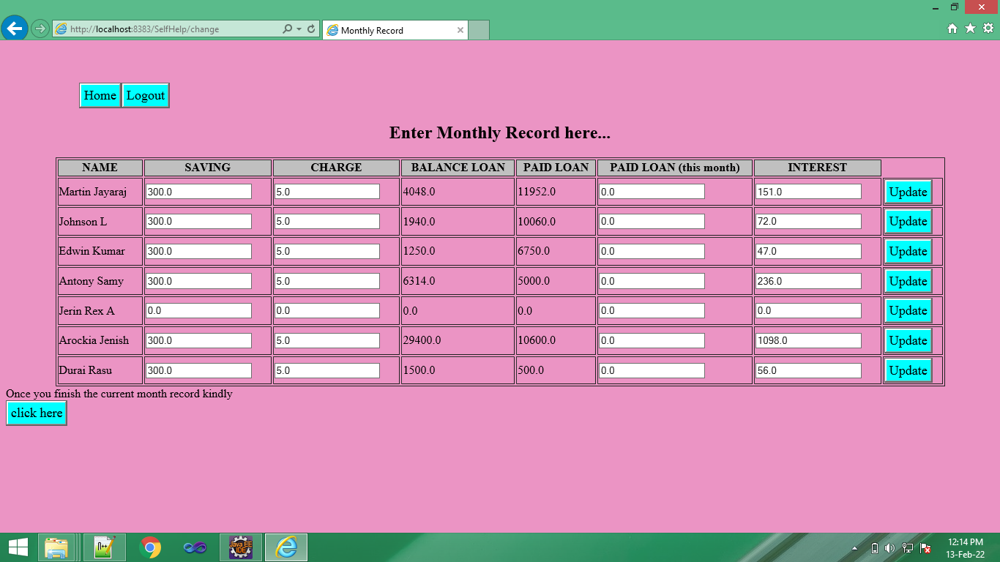 http://localhost:8383/SelfHelp/change
Monthly Record
Home Logout
Enter Monthly Record here...
NAME SAVING CHARGE BALANCE LOAN PAID LOAN PAID LOAN (this month) INTEREST
Martin Jayaraj 300.0 5.0 4048.0 11952.0 0.0 151.0 Update
Johnson L 300.0 5.0 1940.0 10060.0 0.0 72.0 Update
Edwin Kumar 300.0 5.0 1250.0 6750.0 0.0 47.0 Update
Antony Samy 300.0 5.0 6314.0 5000.0 0.0 236.0 Update
Jerin Rex A 0.0 0.0 0.0 0.0 0.0 0.0 Update
Arockia Jenish 300.0 5.0 29400.0 10600.0 0.0 1098.0 Update
Durai Rasu 300.0 5.0 1500.0 500.0 0.0 56.0 Update
Once you finish the current month record kindly
click here
Java EE
IDE
12:14 PM
13-Feb-22